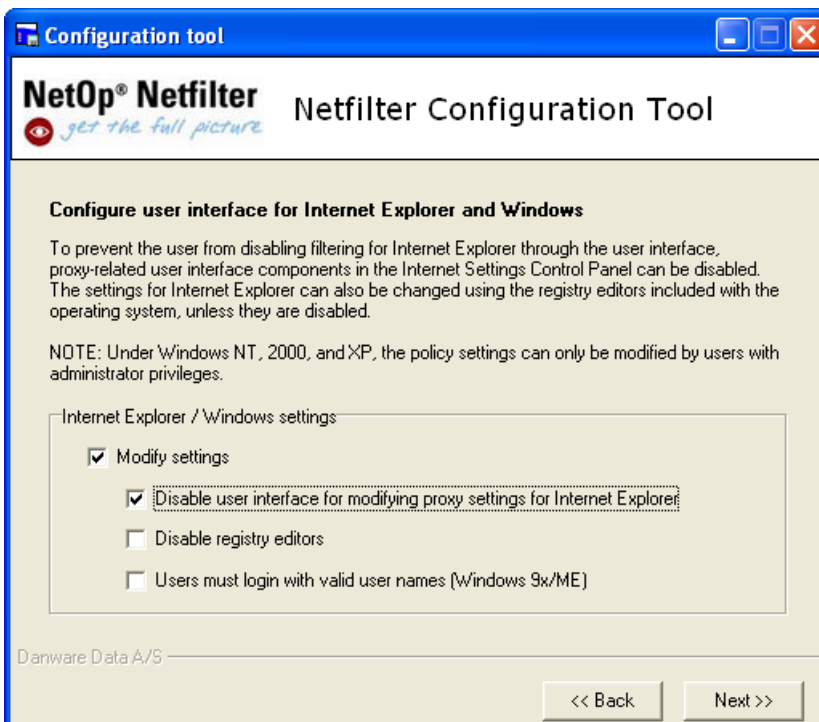 Configuration tool
NetOp® Netfilter
get the full picture
Netfilter Configuration Tool
Configure user interface for Internet Explorer and Windows
To prevent the user from disabling filtering for Internet Explorer through the user interface,
proxy-related user interface components in the Internet Settings Control Panel can be disabled.
The settings for Internet Explorer can also be changed using the registry editors included with the
operating system, unless they are disabled.
NOTE: Under Windows NT, 2000, and XP, the policy settings can only be modified by users with
administrator privileges.
Internet Explorer / Windows settings
Modify settings
Disable user interface for modifying proxy settings for Internet Explorer
Disable registry editors
Users must login with valid user names (Windows 9x/ME)
Danware Data A/S
<< Back
Next >>